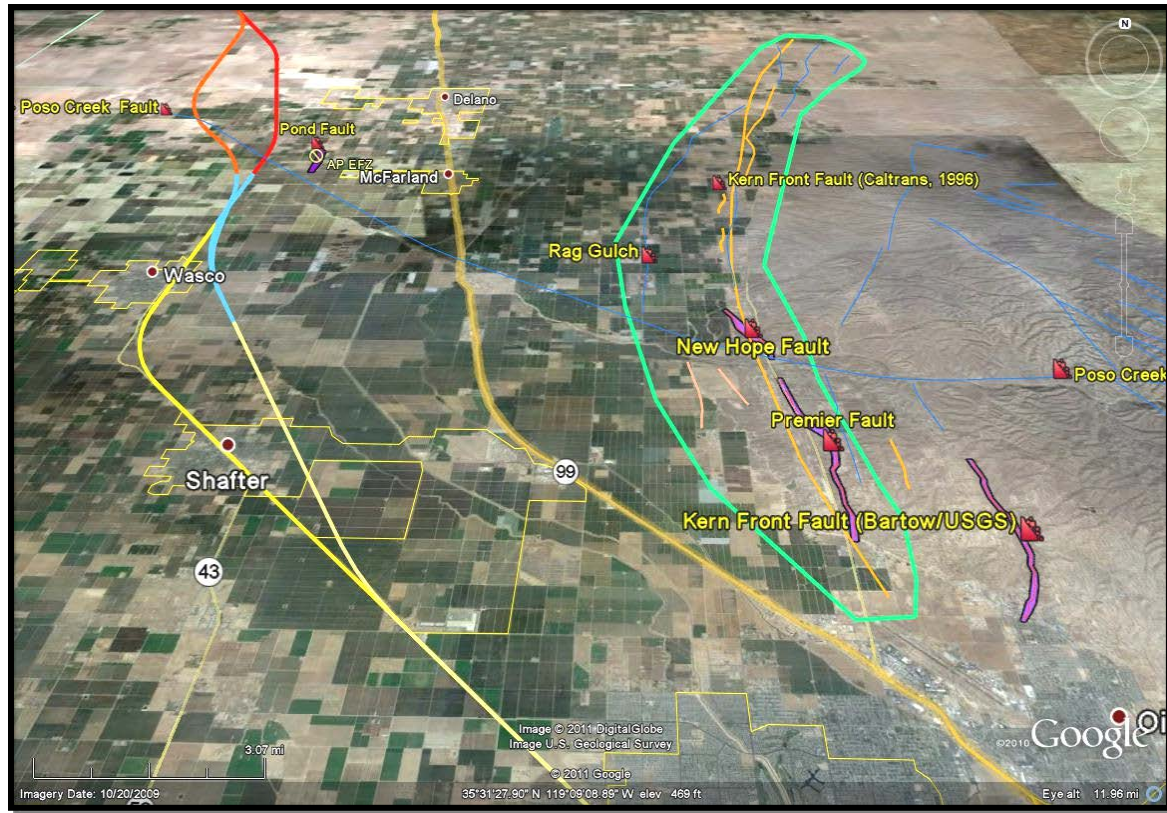 N
Delano
Poso Creek Fault
Pond Fault
AP EFZ
McFarland
Kern Front Fault (Caltrans, 1996)
Rag Gulch
Wasco
New Hope Fault
Poso Creek
Premier Fault
Shafter
99
Kern Front Fault (Bartow/USGS)
43
Image © 2011 DigitalGlobe
Image U.S. Geological Survey
© 2011 Google
©2010 Google
Oi
3.07 mi
Imagery Date: 10/20/2009
35°31'27.90" N 119°09'08.89" W elev 469 ft
Eye alt 11.96 mi